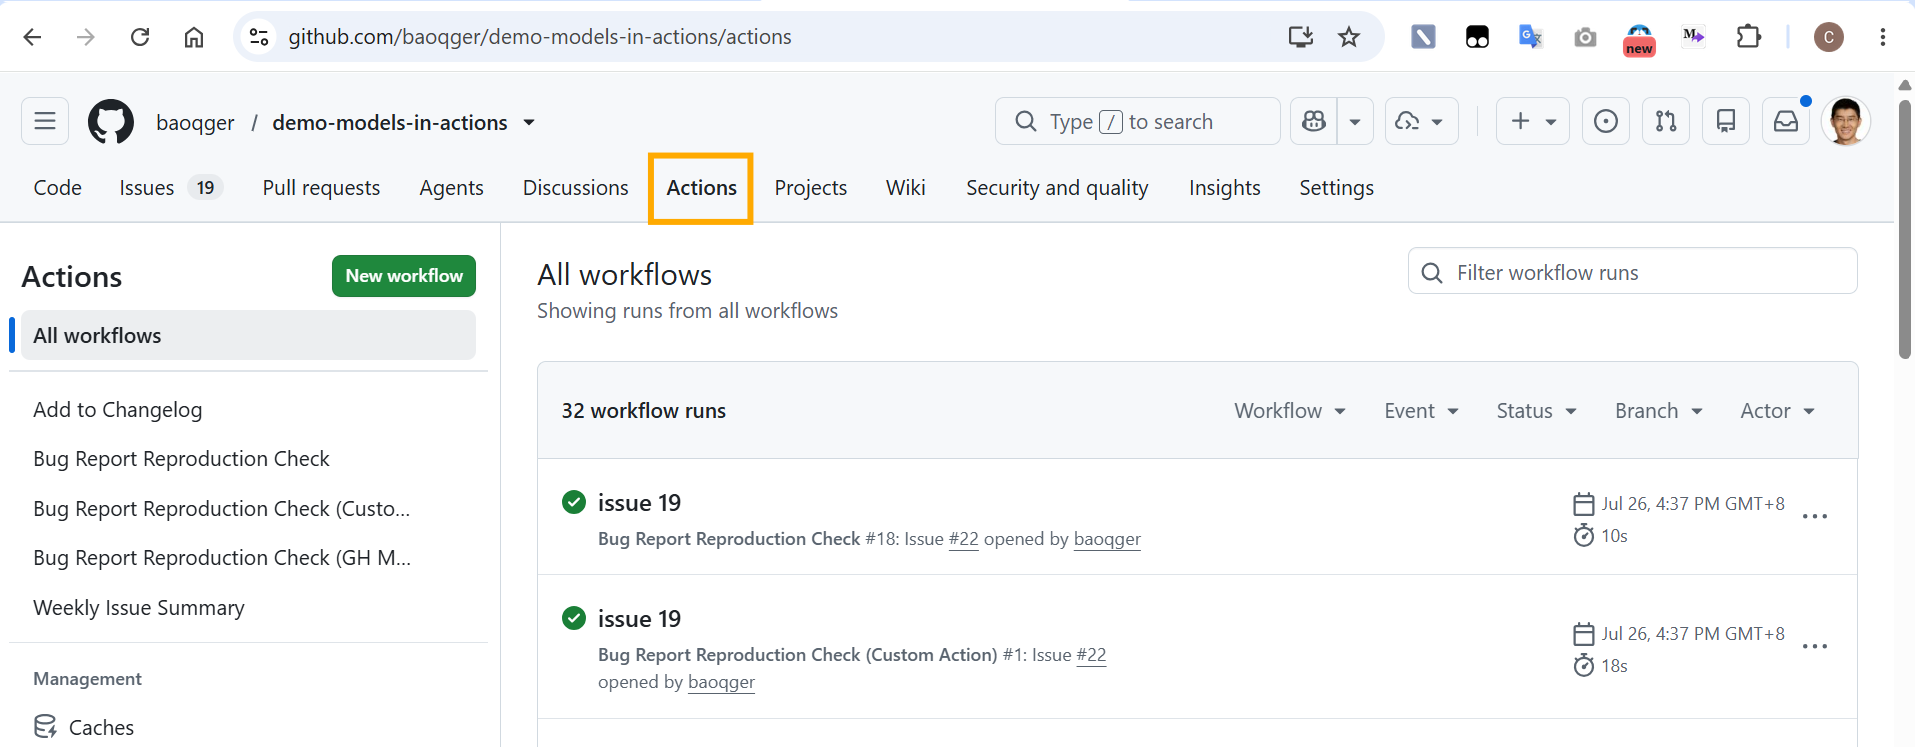 github.com/baoqger/demo-models-in-actions/actions
new
C
baoqger / demo-models-in-actions
Type / to search
Code Issues 19 Pull requests Agents Discussions Actions Projects Wiki Security and quality Insights Settings
Actions
New workflow
All workflows
Add to Changelog
Bug Report Reproduction Check
Bug Report Reproduction Check (Custo...
Bug Report Reproduction Check (GH M...
Weekly Issue Summary
Management
Caches
All workflows
Showing runs from all workflows
Filter workflow runs
32 workflow runs
Workflow Event Status Branch Actor
issue 19
Bug Report Reproduction Check #18: Issue #22 opened by baoqger
Jul 26, 4:37 PM GMT+8
10s
issue 19
Bug Report Reproduction Check (Custom Action) #1: Issue #22
opened by baoqger
Jul 26, 4:37 PM GMT+8
18s